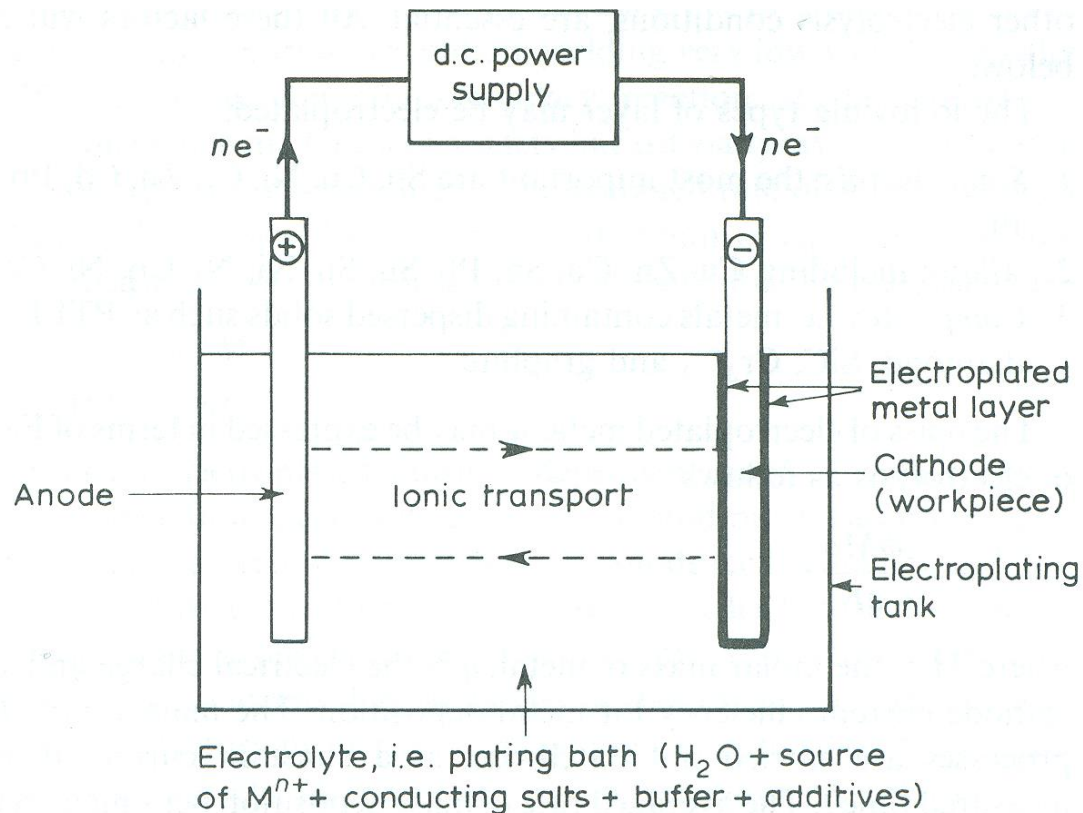 d.c. power
supply
ne⁻
ne⁻
+
−
Electroplated
metal layer
Anode
Ionic transport
Cathode
(workpiece)
Electroplating
tank
Electrolyte, i.e. plating bath (H₂O + source
of Mⁿ⁺ + conducting salts + buffer + additives)